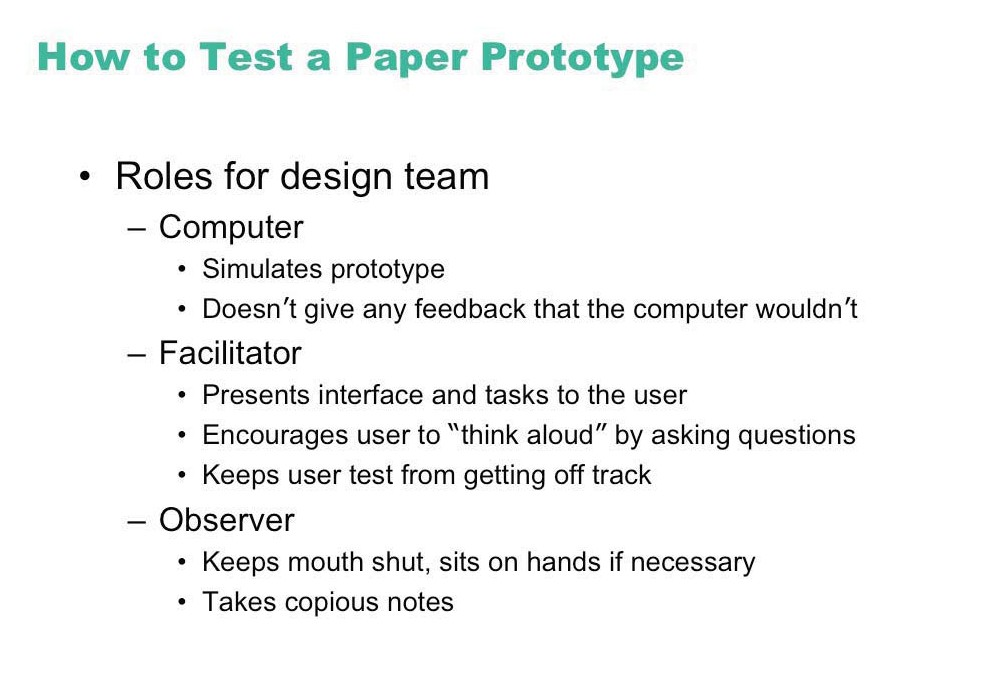 How to Test a Paper Prototype
• Roles for design team
– Computer
• Simulates prototype
• Doesn′t give any feedback that the computer wouldn′t
– Facilitator
• Presents interface and tasks to the user
• Encourages user to ‶think aloud″ by asking questions
• Keeps user test from getting off track
– Observer
• Keeps mouth shut, sits on hands if necessary
• Takes copious notes